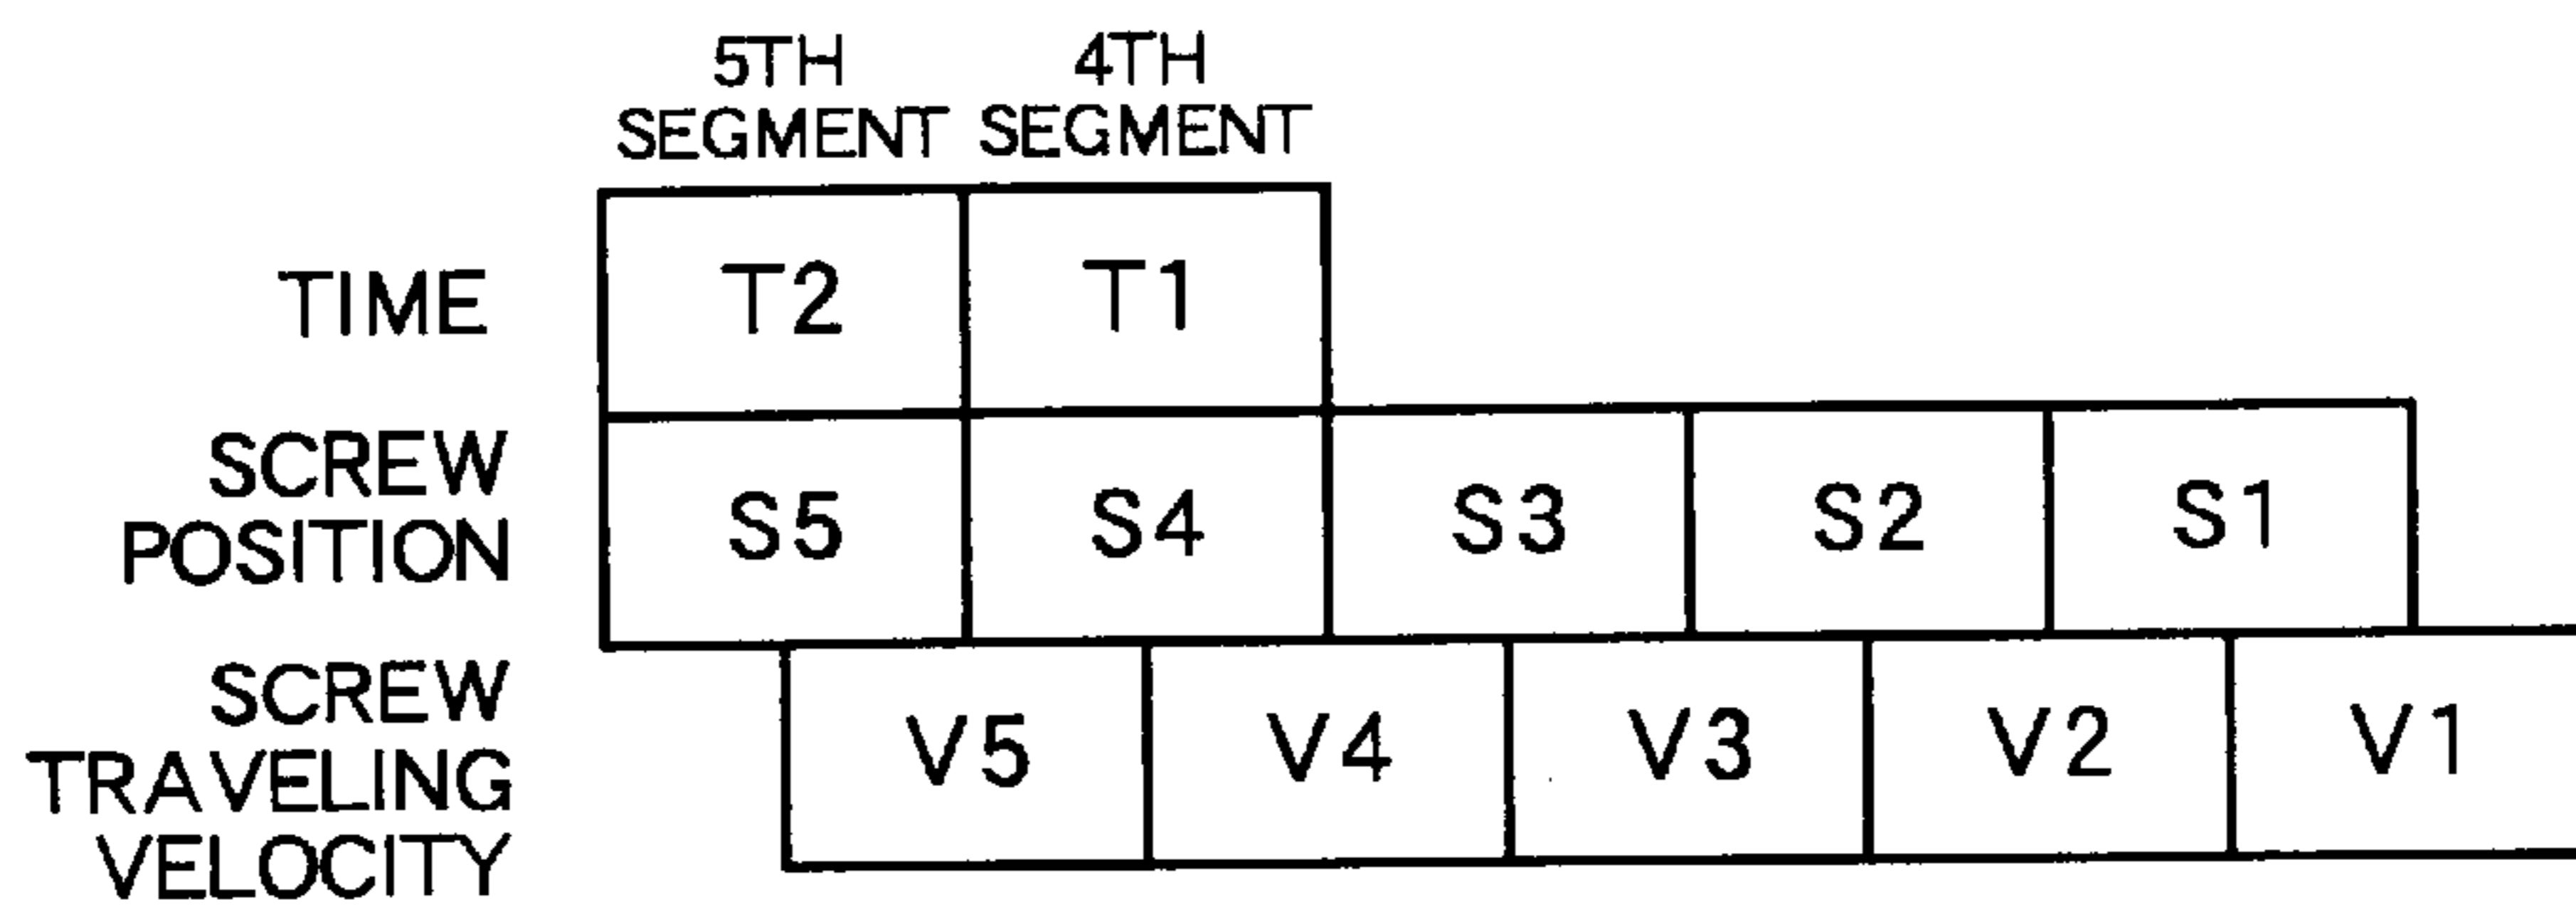 5TH 4TH
SEGMENT SEGMENT
TIME T2 T1
SCREW
POSITION S5 S4 S3 S2 S1
SCREW
TRAVELING
VELOCITY V5 V4 V3 V2 V1